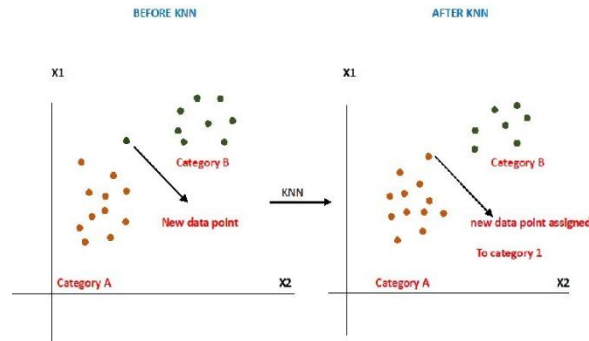 BEFORE KNN
AFTER KNN
X1
X1
Category B
Category B
New data point
KNN
new data point assigned
To category 1
Category A
X2
Category A
X2